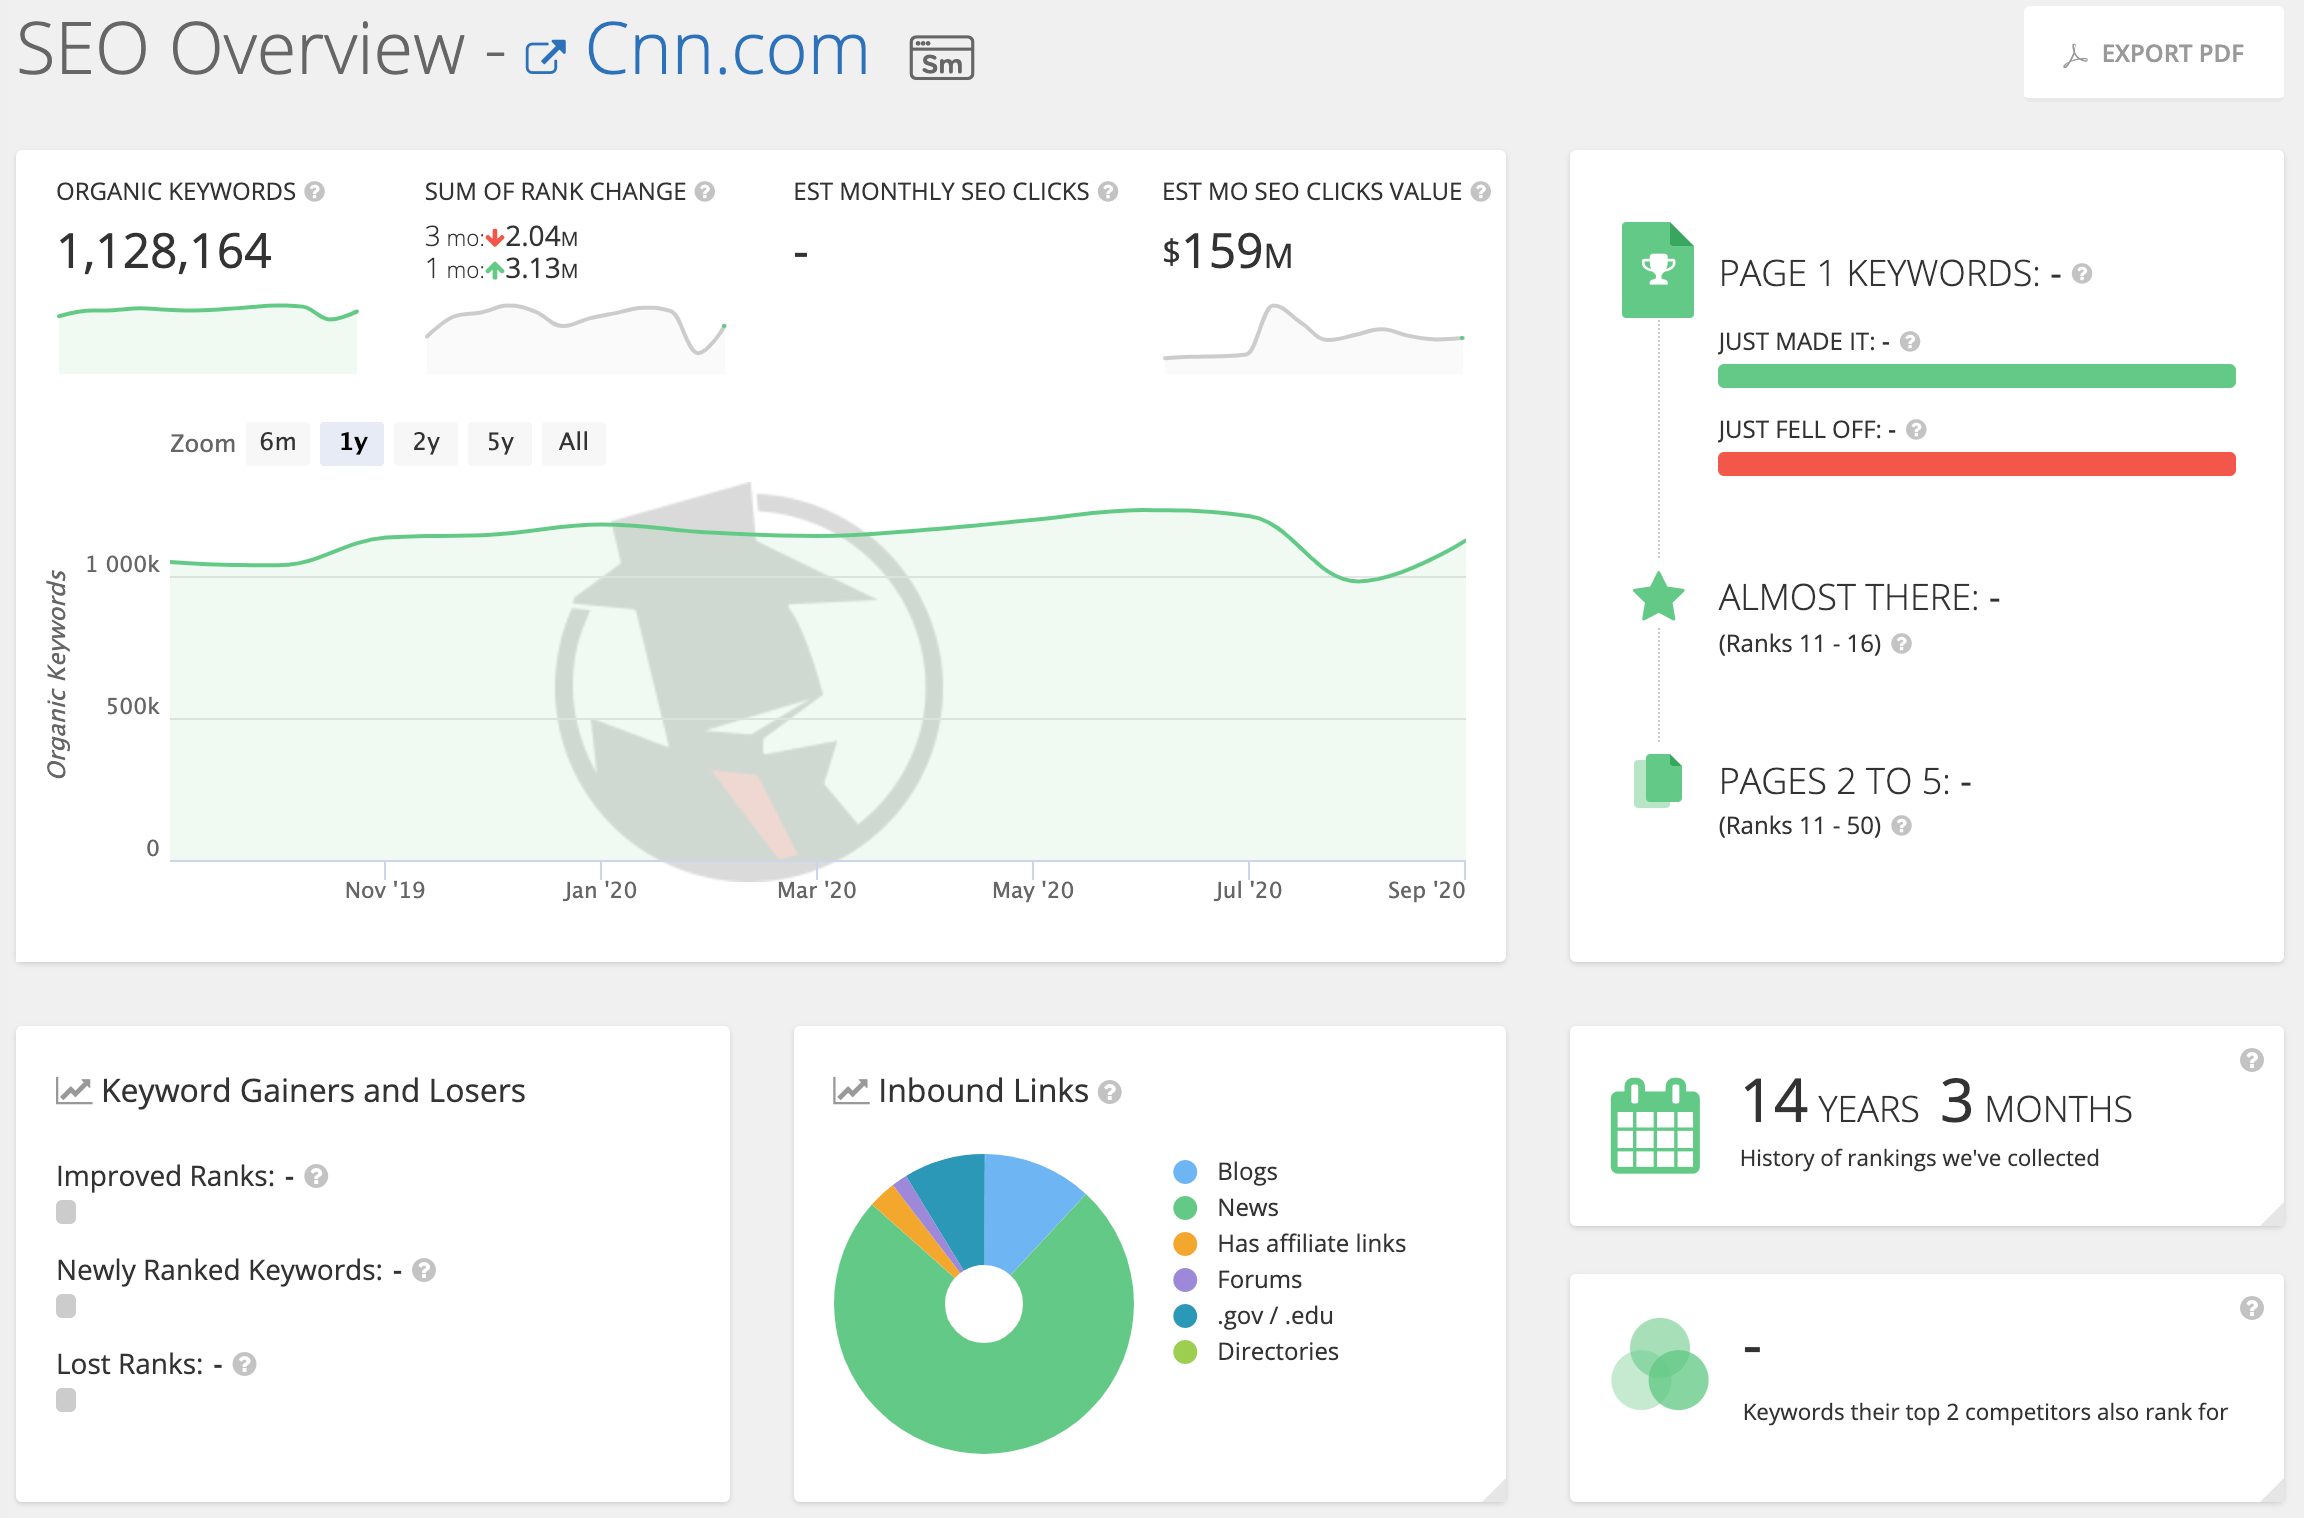 SEO Overview - Cnn.com
Sm
EXPORT PDF
ORGANIC KEYWORDS ?
1,128,164
SUM OF RANK CHANGE ?
3 mo: 2.04M
1 mo: 3.13M
EST MONTHLY SEO CLICKS ?
-
EST MO SEO CLICKS VALUE ?
$159M
Zoom 6m 1y 2y 5y All
Organic Keywords
1 000k
500k
0
Nov '19 Jan '20 Mar '20 May '20 Jul '20 Sep '20
PAGE 1 KEYWORDS: - ?
JUST MADE IT: - ?
JUST FELL OFF: - ?
ALMOST THERE: -
(Ranks 11 - 16) ?
PAGES 2 TO 5: -
(Ranks 11 - 50) ?
Keyword Gainers and Losers
Improved Ranks: - ?
Newly Ranked Keywords: - ?
Lost Ranks: - ?
Inbound Links ?
Blogs
News
Has affiliate links
Forums
.gov / .edu
Directories
?
14 YEARS 3 MONTHS
History of rankings we've collected
?
-
Keywords their top 2 competitors also rank for